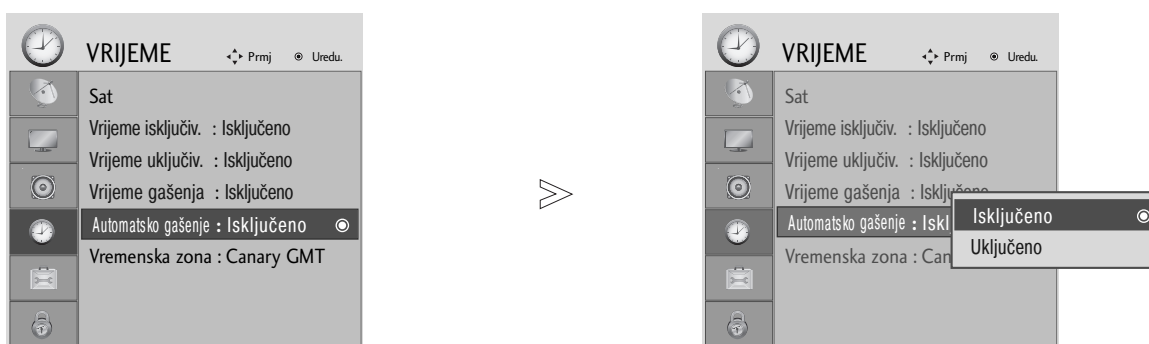 VRIJEME Prmj Uredu.
Sat
Vrijeme isključiv. : Isključeno
Vrijeme uključiv. : Isključeno
Vrijeme gašenja : Isključeno
Automatsko gašenje : Isključeno
Vremenska zona : Canary GMT
>
VRIJEME Prmj Uredu.
Sat
Vrijeme isključiv. : Isključeno
Vrijeme uključiv. : Isključeno
Vrijeme gašenja : Isključeno
Automatsko gašenje : Iskl
Vremenska zona : Can
Isključeno
Uključeno